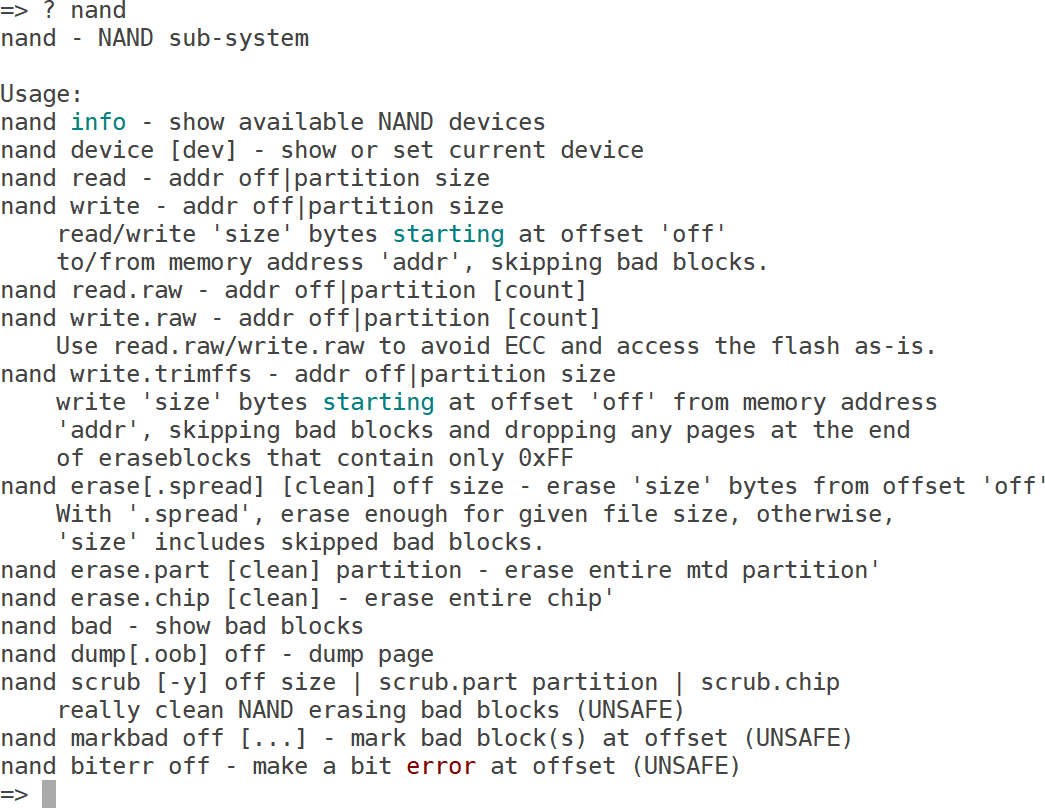 => ? nand
nand - NAND sub-system

Usage:
nand info - show available NAND devices
nand device [dev] - show or set current device
nand read - addr off|partition size
nand write - addr off|partition size
    read/write 'size' bytes starting at offset 'off'
    to/from memory address 'addr', skipping bad blocks.
nand read.raw - addr off|partition [count]
nand write.raw - addr off|partition [count]
    Use read.raw/write.raw to avoid ECC and access the flash as-is.
nand write.trimffs - addr off|partition size
    write 'size' bytes starting at offset 'off' from memory address
    'addr', skipping bad blocks and dropping any pages at the end
    of eraseblocks that contain only 0xFF
nand erase[.spread] [clean] off size - erase 'size' bytes from offset 'off'
    With '.spread', erase enough for given file size, otherwise,
    'size' includes skipped bad blocks.
nand erase.part [clean] partition - erase entire mtd partition'
nand erase.chip [clean] - erase entire chip'
nand bad - show bad blocks
nand dump[.oob] off - dump page
nand scrub [-y] off size | scrub.part partition | scrub.chip
    really clean NAND erasing bad blocks (UNSAFE)
nand markbad off [...] - mark bad block(s) at offset (UNSAFE)
nand biterr off - make a bit error at offset (UNSAFE)
=>